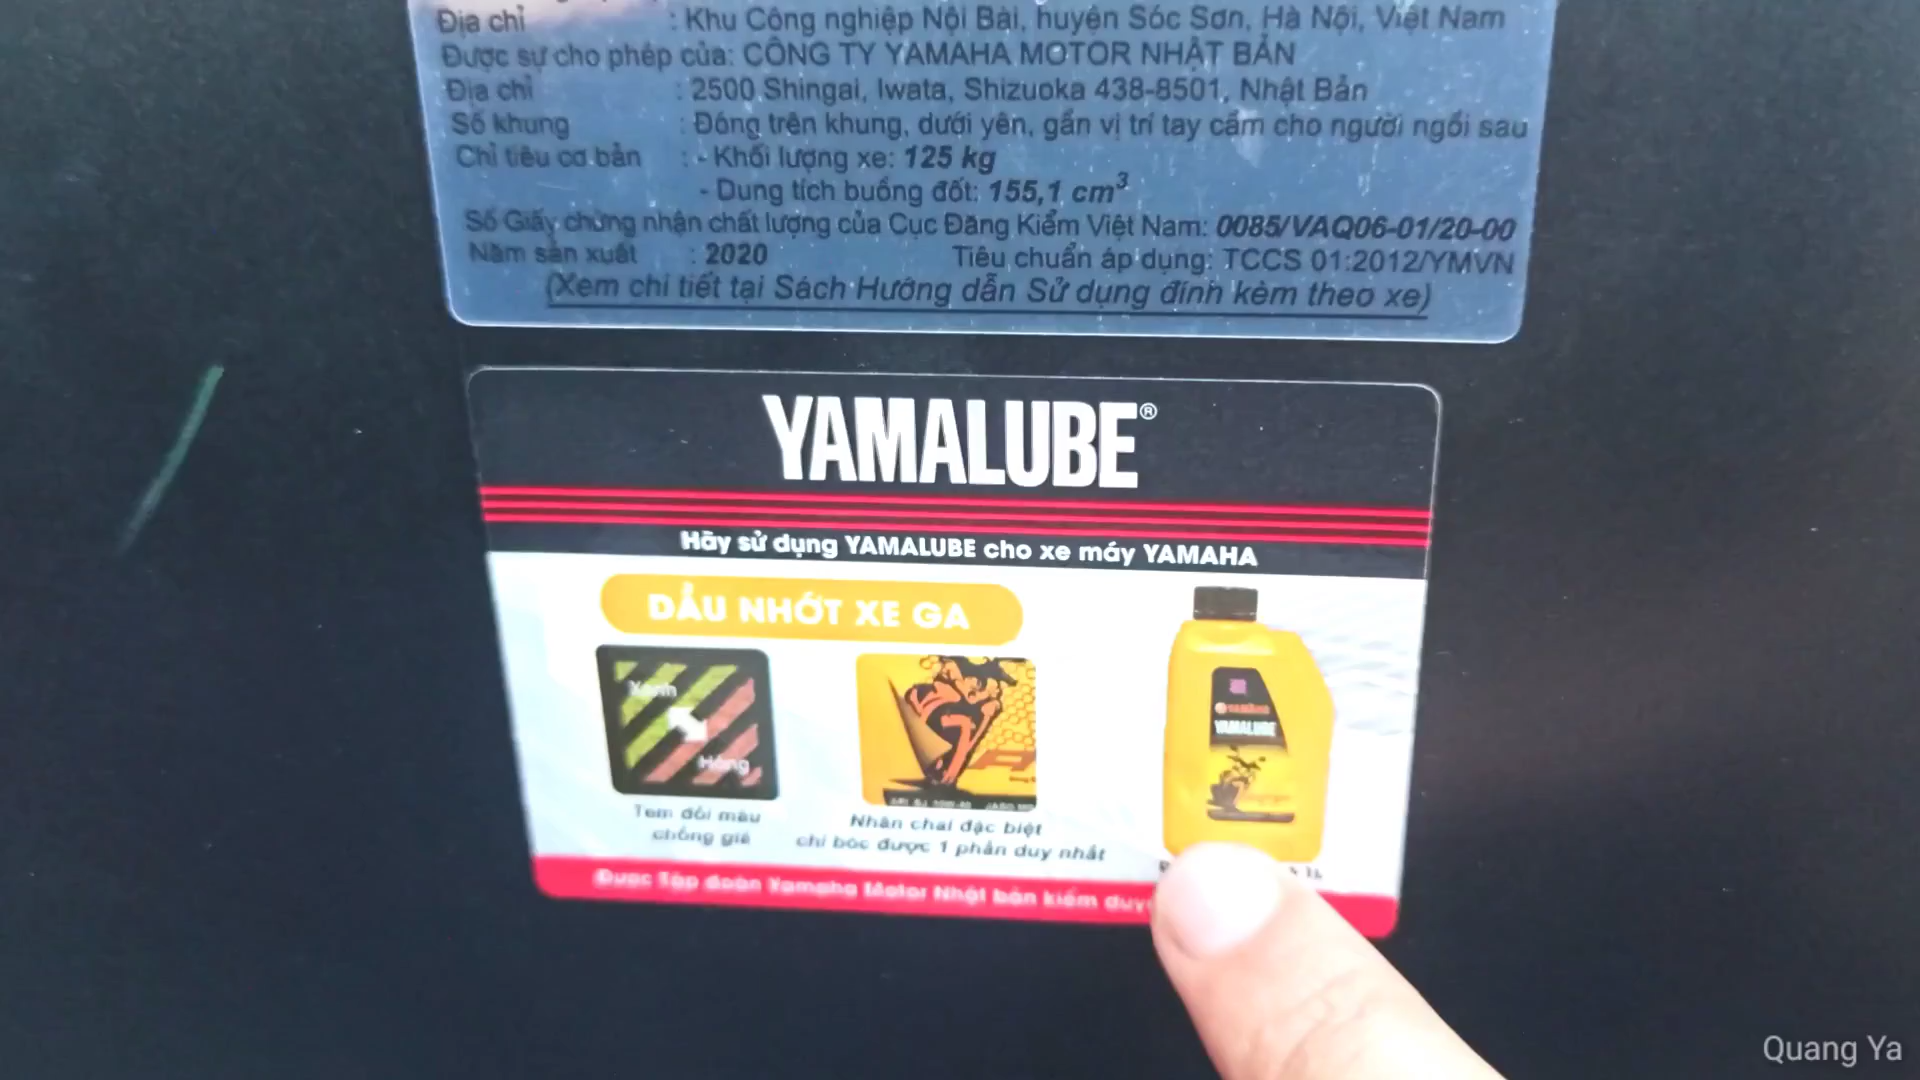 Địa chỉ : Khu Công nghiệp Nội Bài, huyện Sóc Sơn, Hà Nội, Việt Nam
Được sự cho phép của: CÔNG TY YAMAHA MOTOR NHẬT BẢN
Địa chỉ : 2500 Shingai, Iwata, Shizuoka 438-8501, Nhật Bản
Số khung : Đóng trên khung, dưới yên, gần vị trí tay cầm cho người ngồi sau
Chỉ tiêu cơ bản : - Khối lượng xe: 125 kg
- Dung tích buồng đốt: 155,1 cm³
Số Giấy chứng nhận chất lượng của Cục Đăng Kiểm Việt Nam: 0085/VAQ06-01/20-00
Năm sản xuất : 2020 Tiêu chuẩn áp dụng: TCCS 01:2012/YMVN
(Xem chi tiết tại Sách Hướng dẫn Sử dụng đính kèm theo xe)
YAMALUBE®
Hãy sử dụng YAMALUBE cho xe máy YAMAHA
DẦU NHỚT XE GA
Xanh
Hồng
YAMAHA
YAMALUBE
Tem đổi màu
chống giả
Nhãn chai đặc biệt
chỉ bóc được 1 phần duy nhất
Được Tập đoàn Yamaha Motor Nhật bản kiểm
Quang Ya